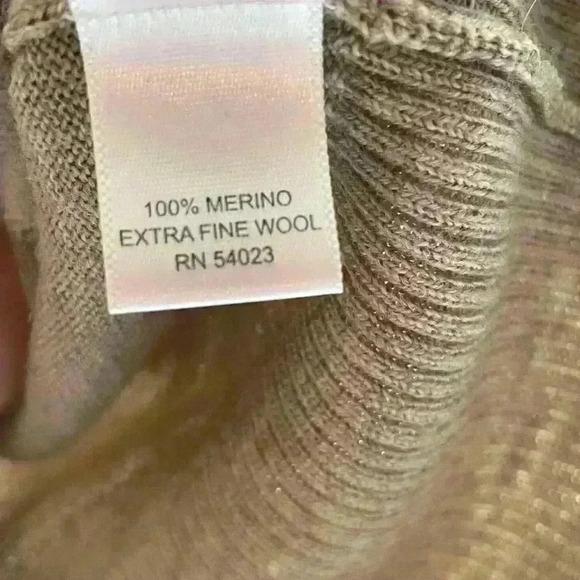 100% MERINO
EXTRA FINE WOOL
RN 54023